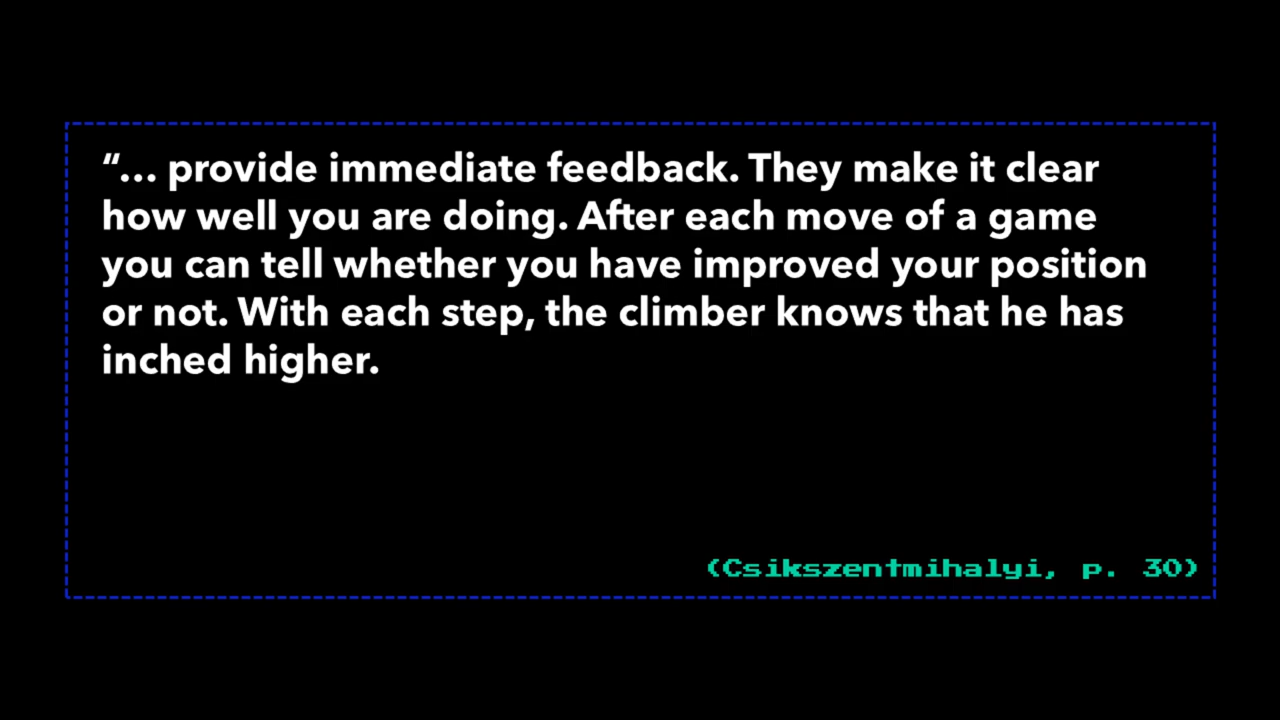 “... provide immediate feedback. They make it clear
how well you are doing. After each move of a game
you can tell whether you have improved your position
or not. With each step, the climber knows that he has
inched higher.
(Csikszentmihalyi, p. 30)